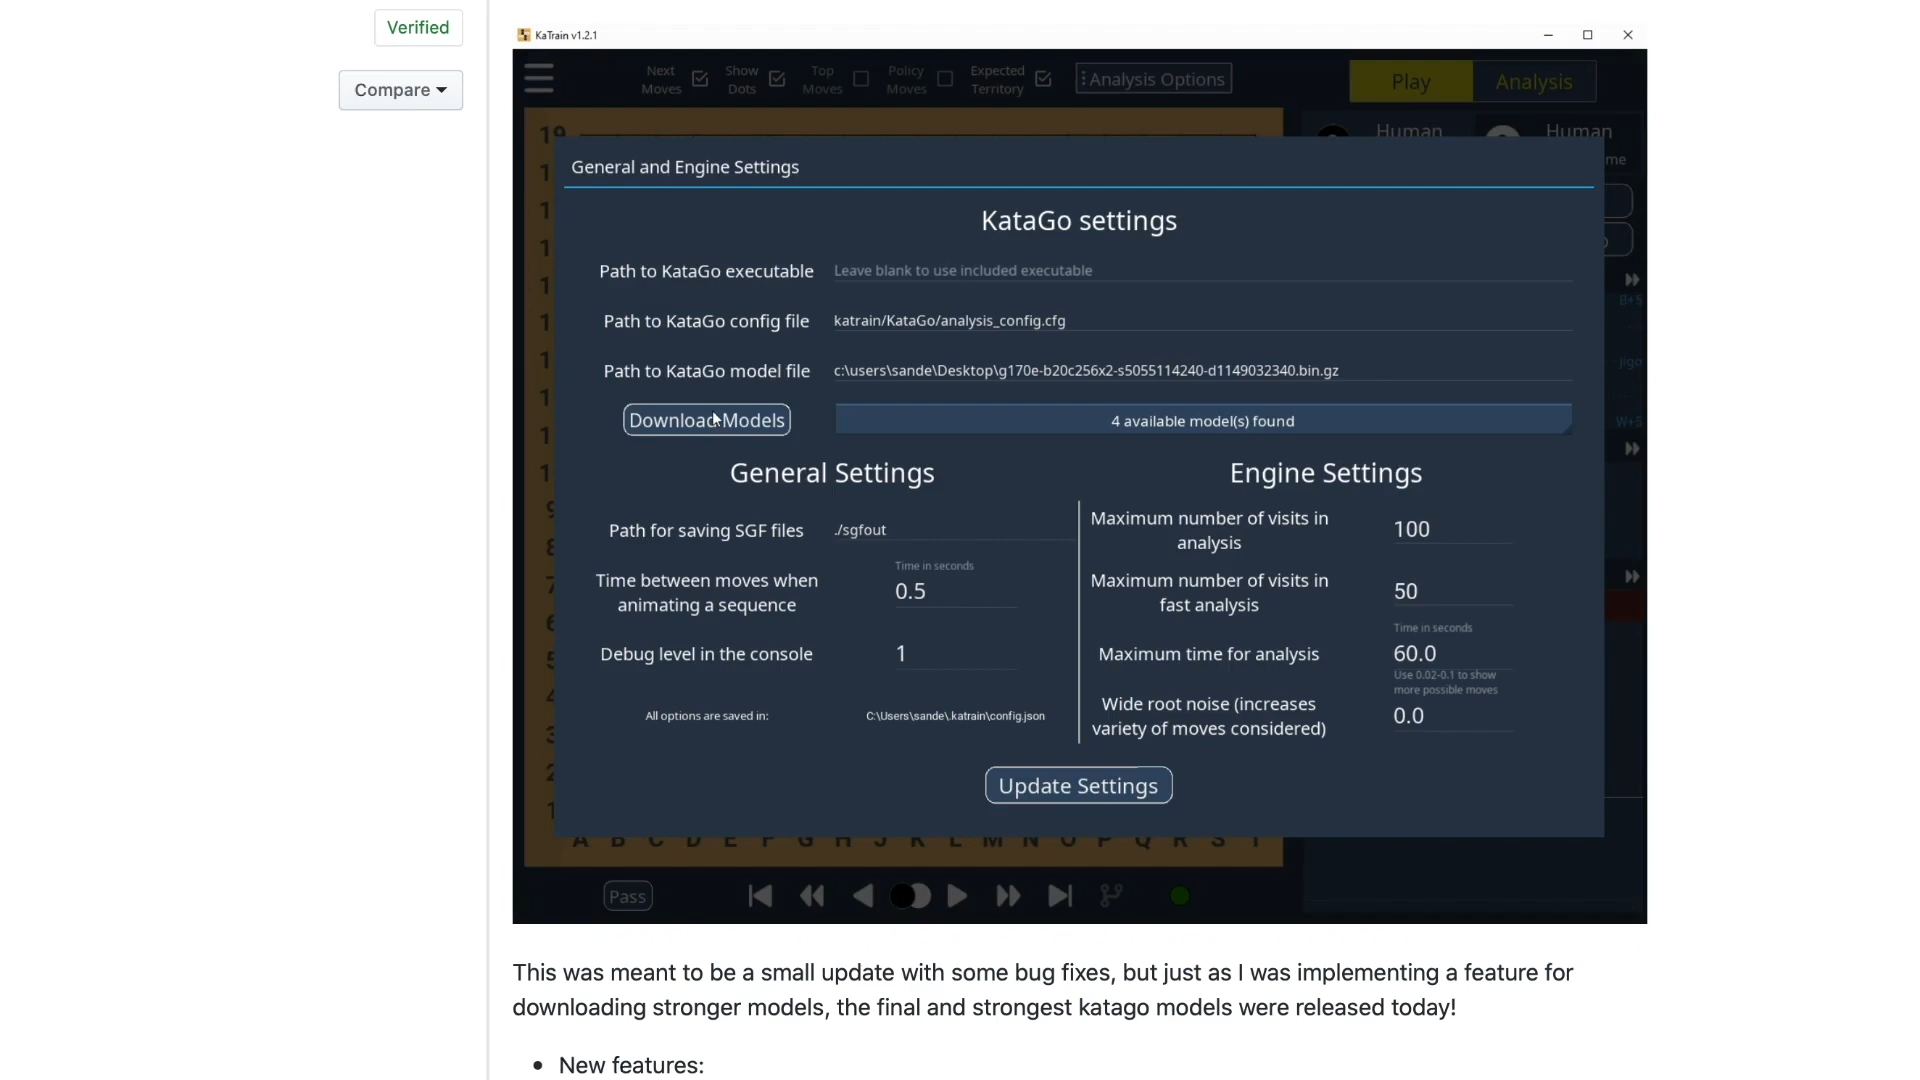 Verified
Compare
KaTrain v1.2.1
Next Moves
Show Dots
Top Moves
Policy Moves
Expected Territory
Analysis Options
Play
Analysis
Human
Human
19
me
General and Engine Settings
KataGo settings
Path to KataGo executable
Leave blank to use included executable
Path to KataGo config file
katrain/KataGo/analysis_config.cfg
Path to KataGo model file
c:\users\sande\Desktop\g170e-b20c256x2-s5055114240-d1149032340.bin.gz
Download Models
4 available model(s) found
B+5
jigo
W+5
General Settings
Path for saving SGF files
./sgfout
Time between moves when
animating a sequence
Time in seconds
0.5
Debug level in the console
1
All options are saved in:
C:\Users\sande\.katrain\config.json
Engine Settings
Maximum number of visits in
analysis
100
Maximum number of visits in
fast analysis
50
Maximum time for analysis
Time in seconds
60.0
Wide root noise (increases
variety of moves considered)
Use 0.02-0.1 to show
more possible moves
0.0
Update Settings
A B C D E F G H J K L M N O P Q R S T
Pass
This was meant to be a small update with some bug fixes, but just as I was implementing a feature for
downloading stronger models, the final and strongest katago models were released today!
• New features: